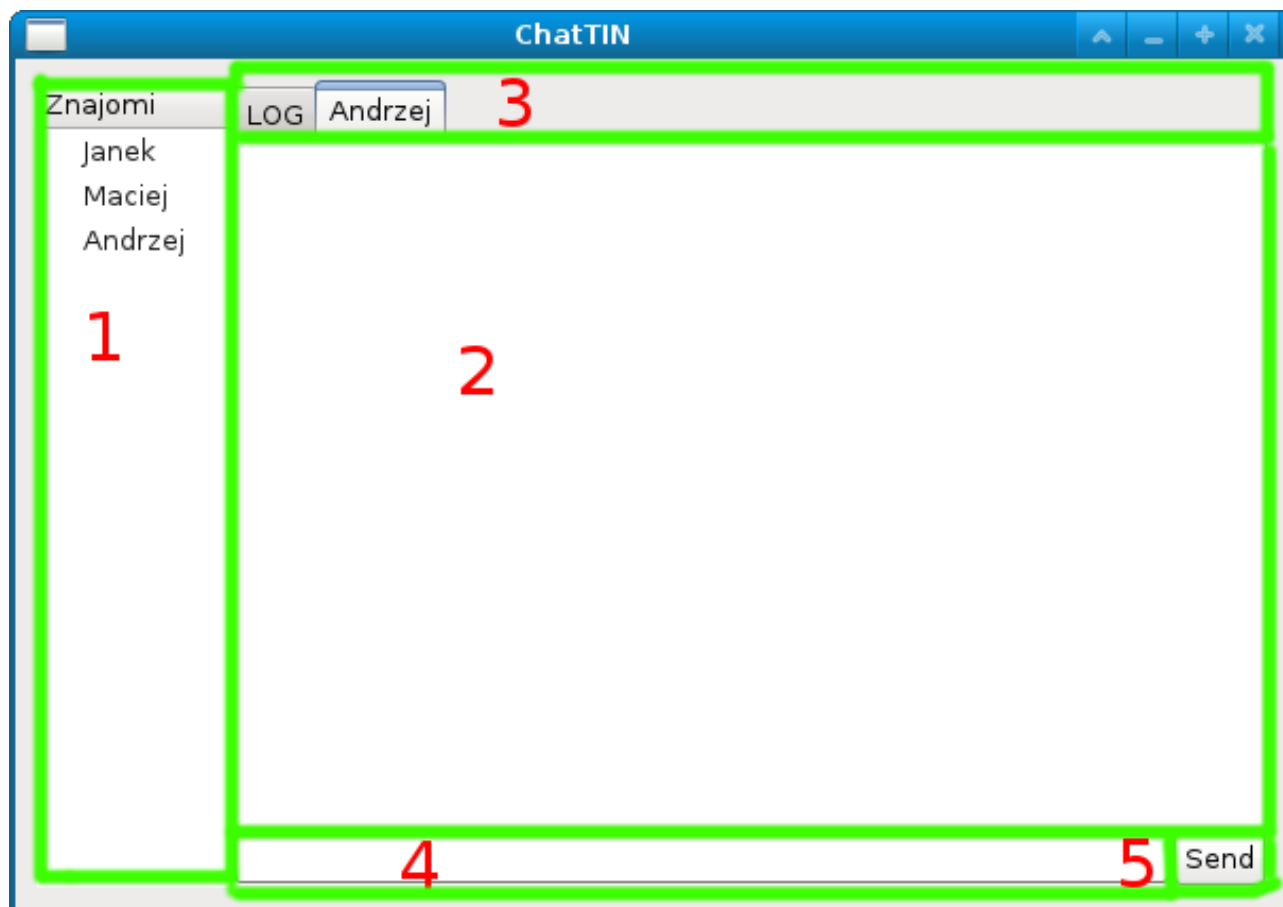 ChatTIN
Znajomi
Janek
Maciej
Andrzej
1
LOG Andrzej 3
2
4
5 Send